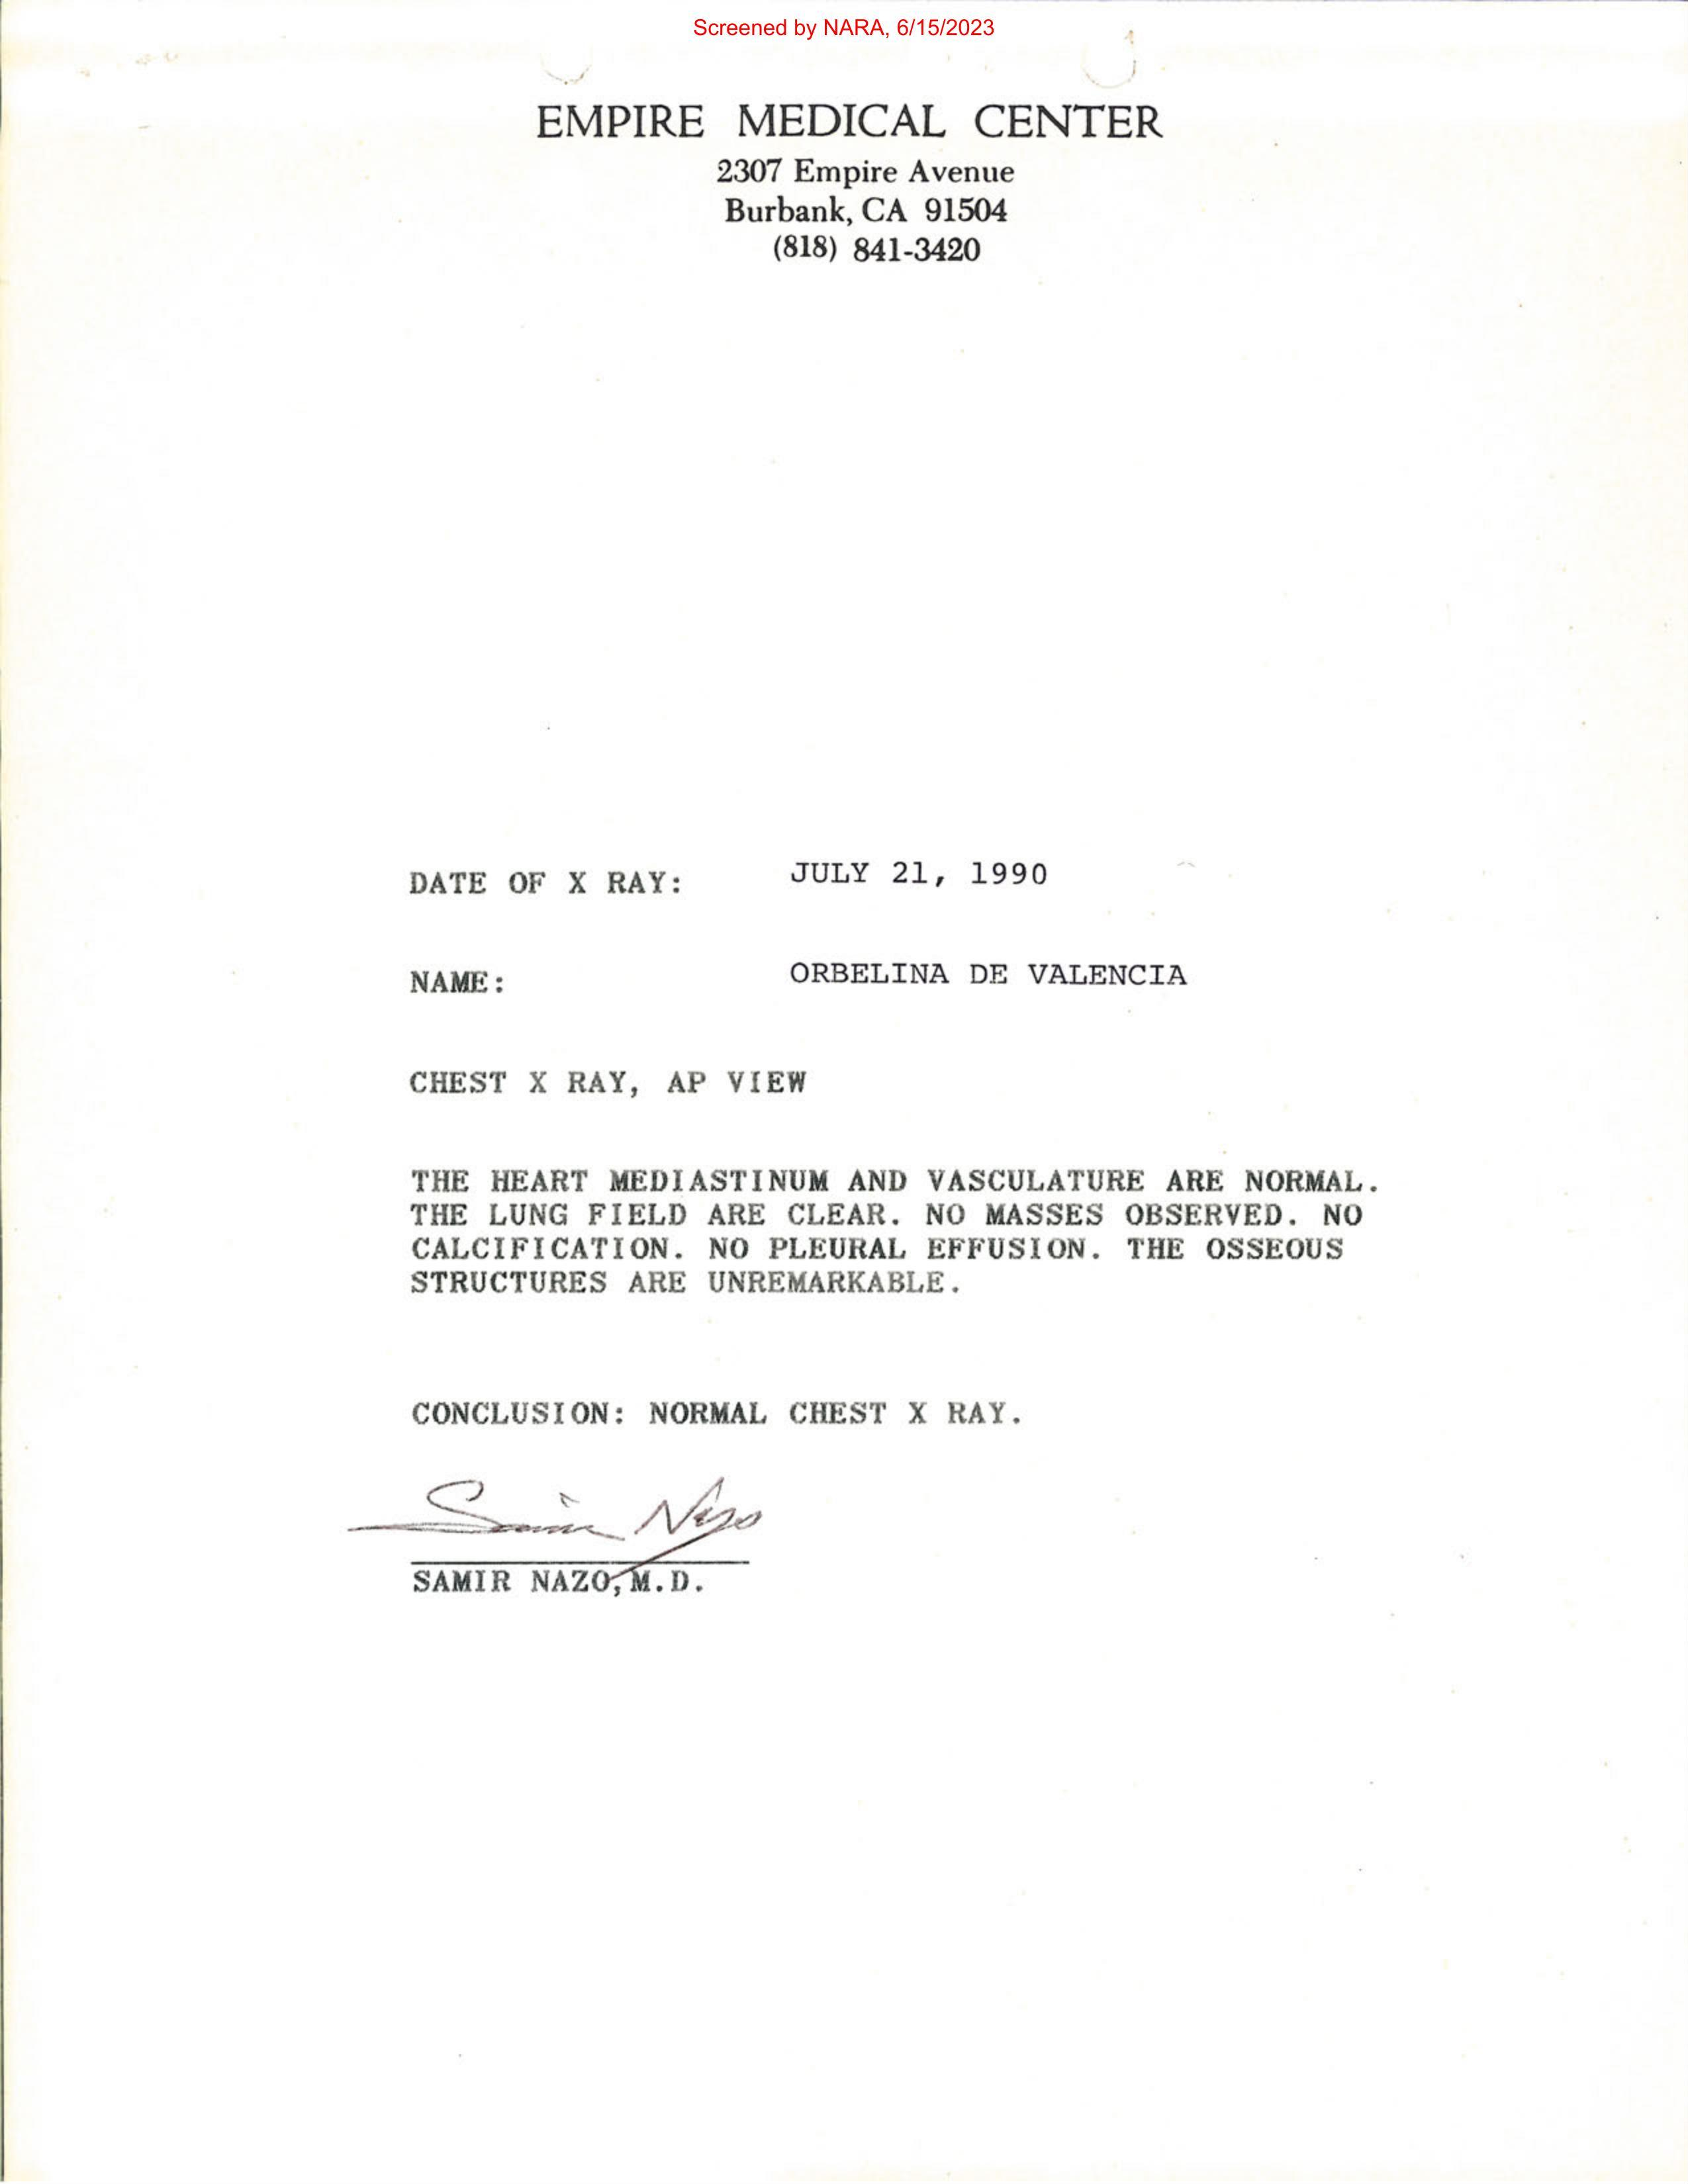 Screened by NARA, 6/15/2023
EMPIRE MEDICAL CENTER
2307 Empire Avenue
Burbank, CA 91504
(818) 841-3420
DATE OF X RAY: JULY 21, 1990
NAME: ORBELINA DE VALENCIA
CHEST X RAY, AP VIEW
THE HEART MEDIASTINUM AND VASCULATURE ARE NORMAL.
THE LUNG FIELD ARE CLEAR. NO MASSES OBSERVED. NO
CALCIFICATION. NO PLEURAL EFFUSION. THE OSSEOUS
STRUCTURES ARE UNREMARKABLE.
CONCLUSION: NORMAL CHEST X RAY.
Samir Nazo
SAMIR NAZO, M.D.